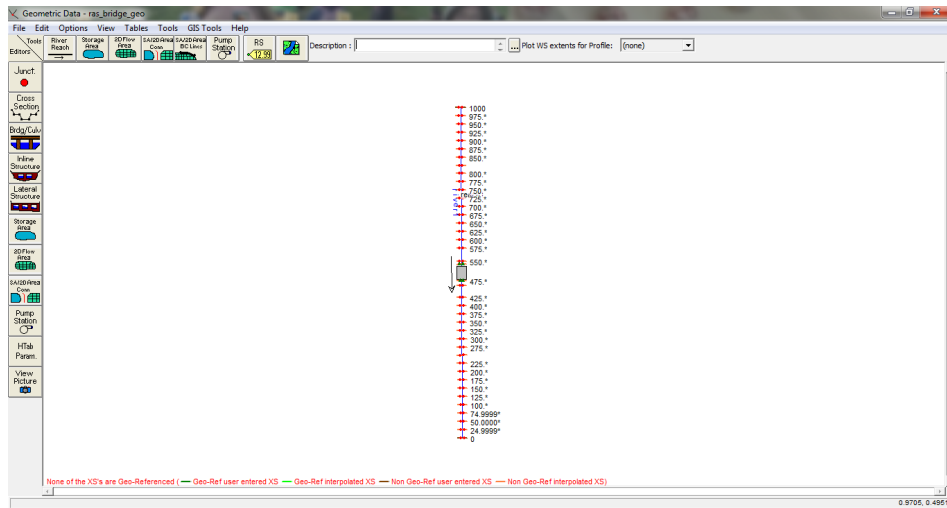 Geometric Data - ras_bridge_geo
File Edit Options View Tables Tools GIS Tools Help
Tools
Editors
River
Reach
Storage
Area
2D Flow
Area
SA/2D Area
Conn
SA/2D Area
BC Lines
Pump
Station
RS
12.99
Description :
...
Plot WS extents for Profile:
(none)
Junct.
Cross
Section
Brdg/Culv
Inline
Structure
Lateral
Structure
Storage
Area
2D Flow
Area
SA/2D Area
Conn
Pump
Station
HTab
Param.
View
Picture
1000
975.*
950.*
925.*
900.*
875.*
850.*
800.*
775.*
750.*
725.*
700.*
675.*
650.*
625.*
600.*
575.*
550.*
475.*
425.*
400.*
375.*
350.*
325.*
300.*
275.*
225.*
200.*
175.*
150.*
125.*
100.*
74.9999*
50.0000*
24.9999*
0
None of the XS's are Geo-Referenced ( — Geo-Ref user entered XS — Geo-Ref interpolated XS — Non Geo-Ref user entered XS — Non Geo-Ref interpolated XS)